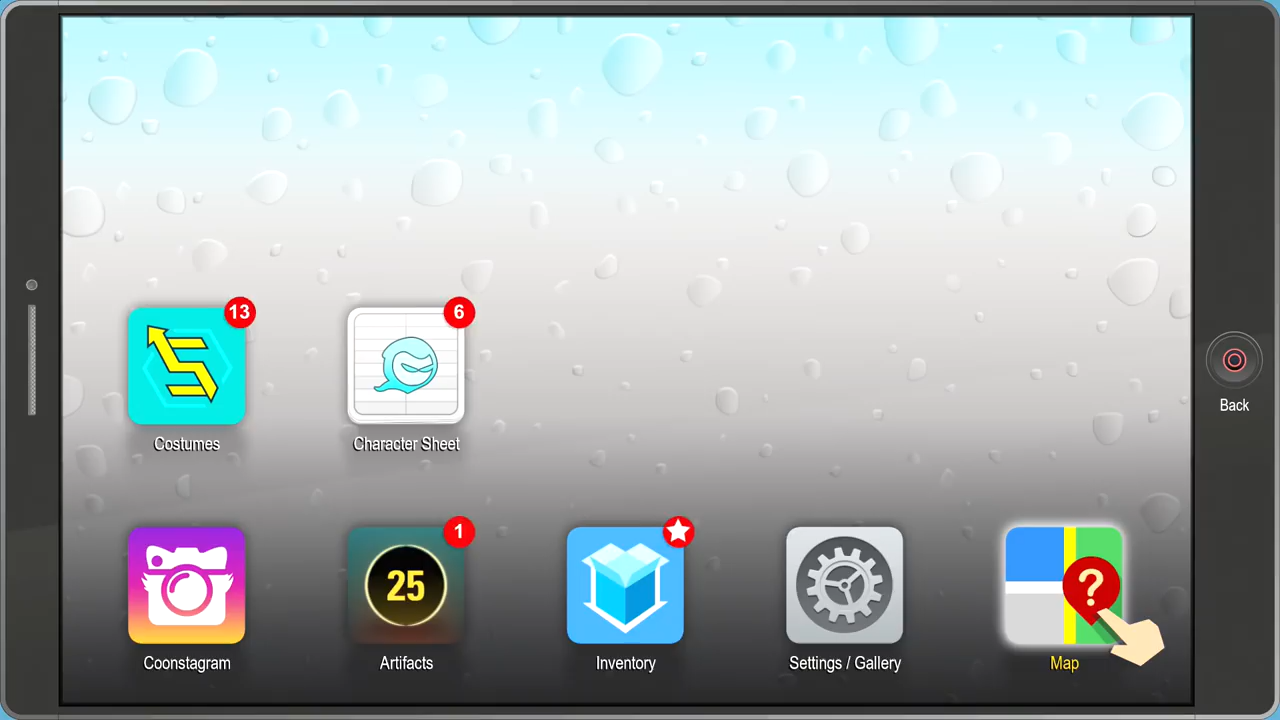 13
6
Costumes
Character Sheet
Back
1
25
?
Coonstagram
Artifacts
Inventory
Settings / Gallery
Map